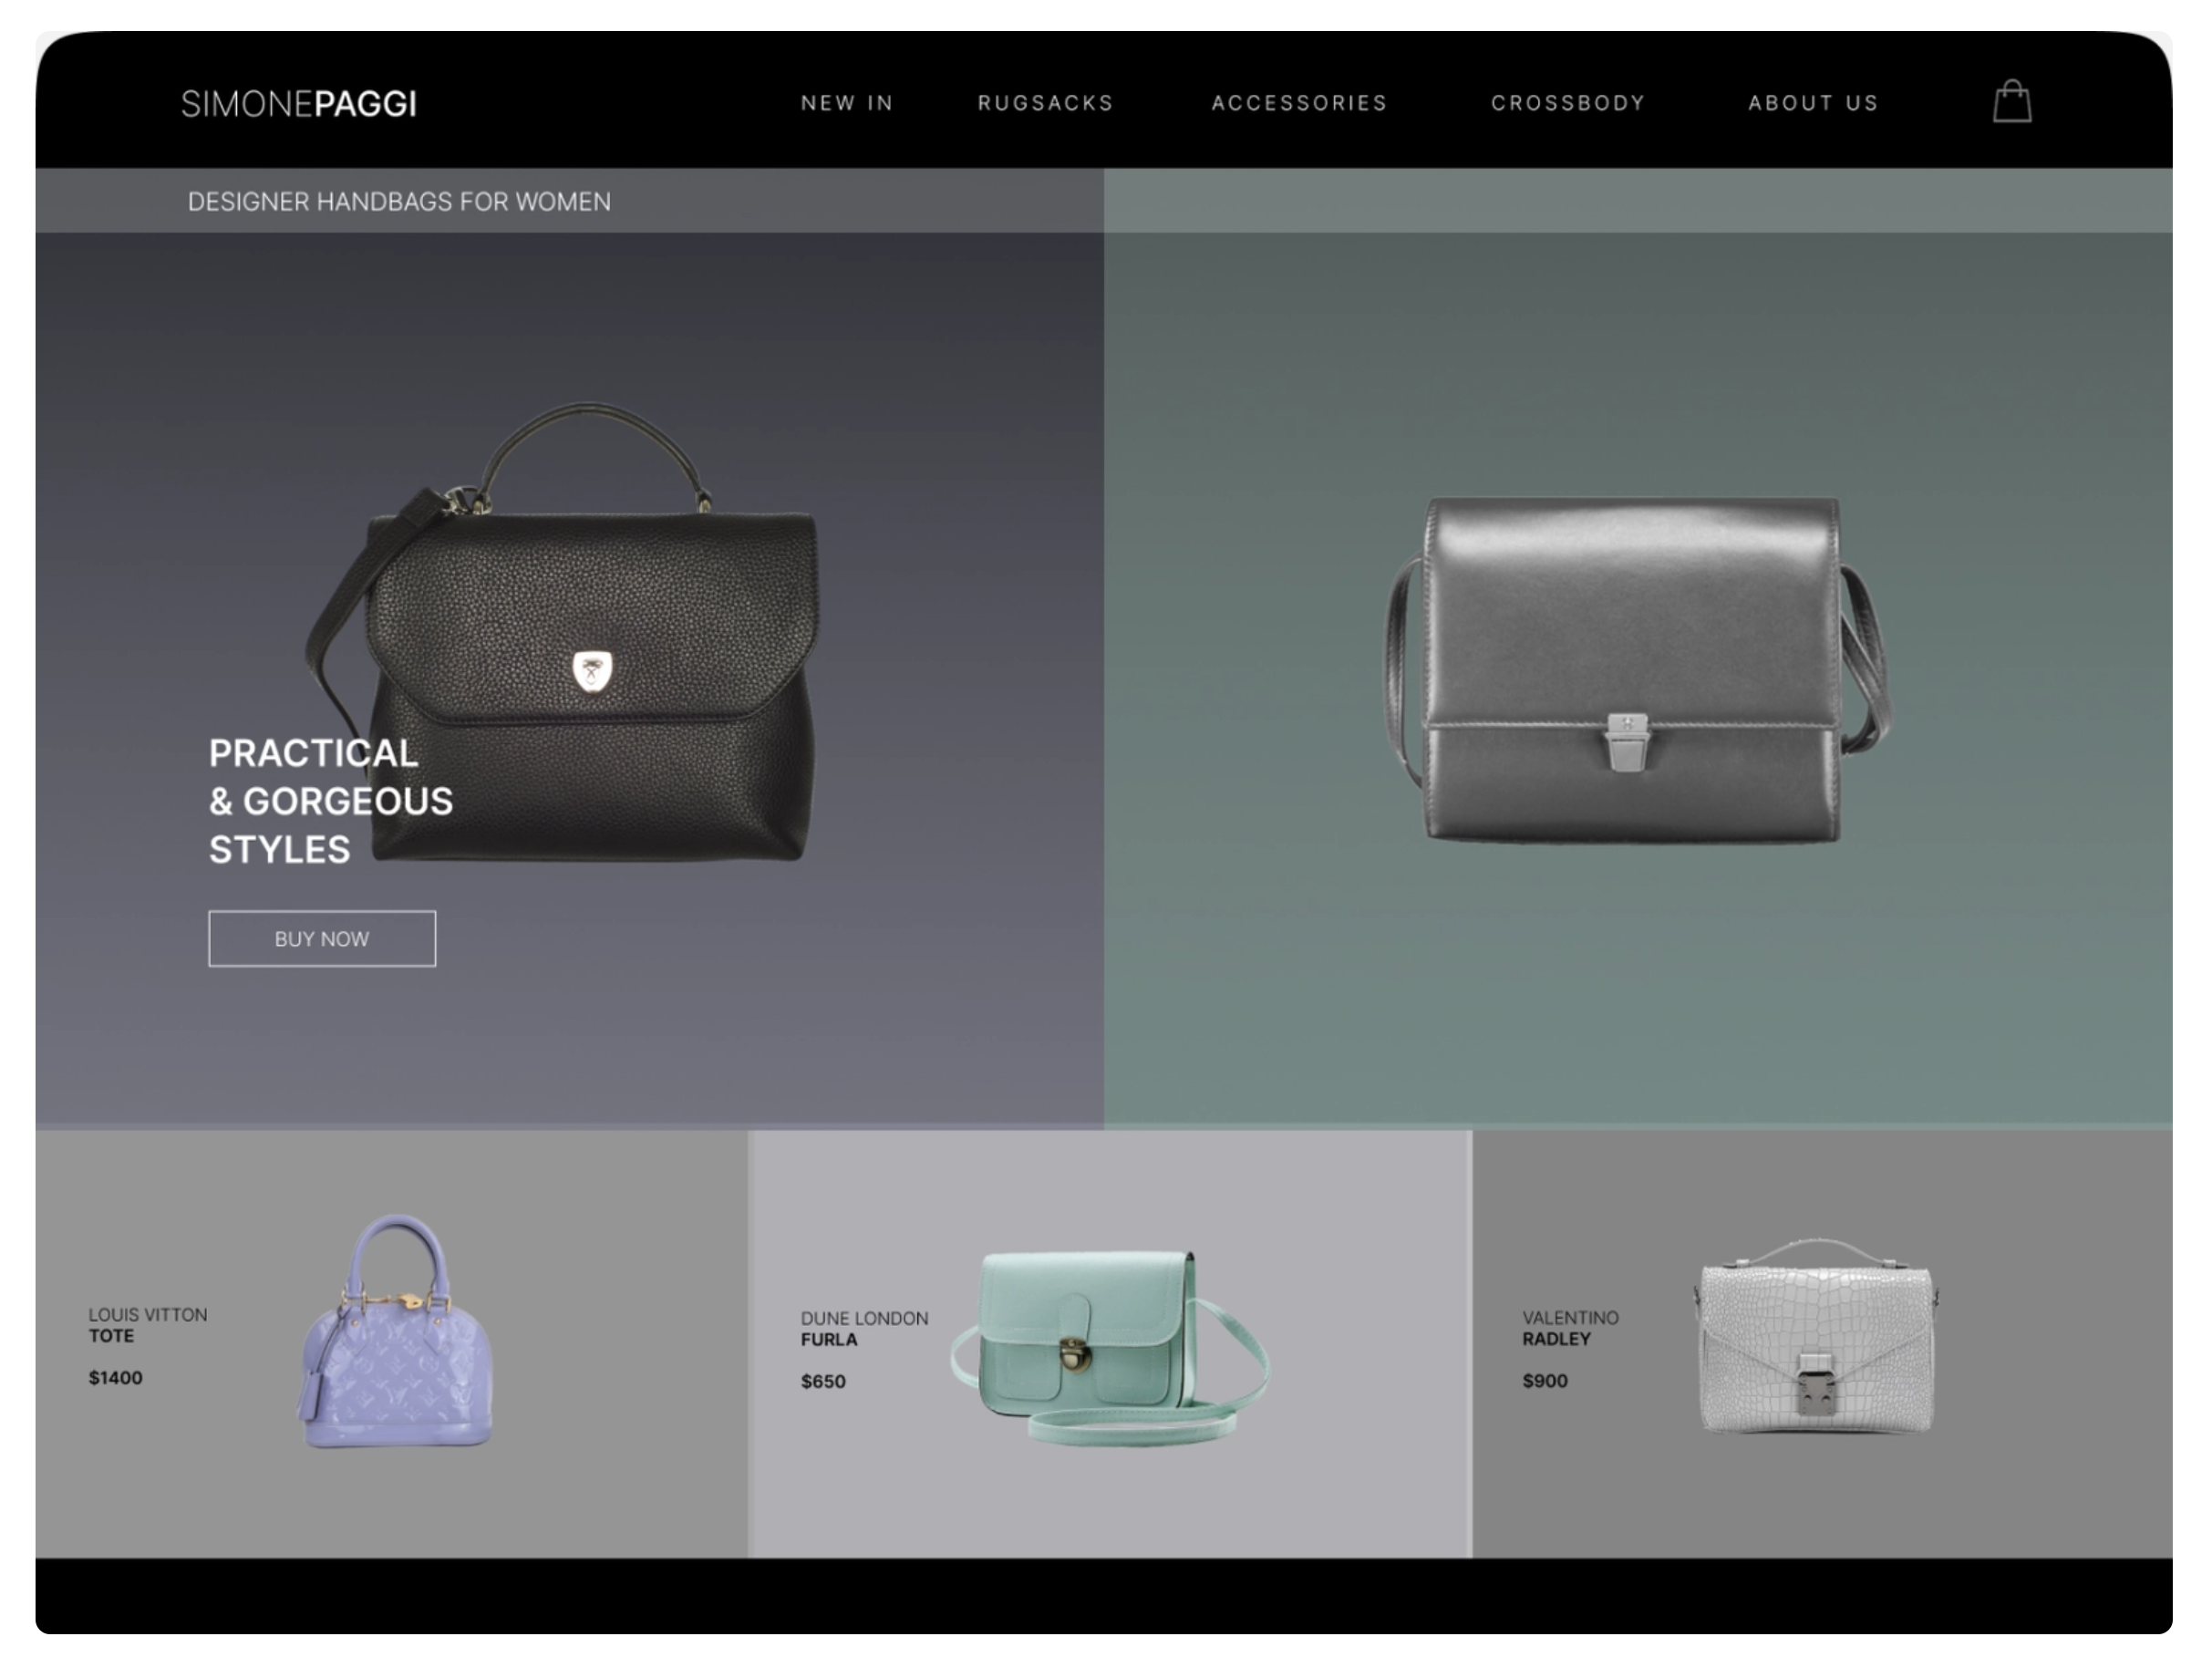 SIMONEPAGGI
NEW IN
RUGSACKS
ACCESSORIES
CROSSBODY
ABOUT US
DESIGNER HANDBAGS FOR WOMEN
PRACTICAL
& GORGEOUS
STYLES
BUY NOW
LOUIS VITTON
TOTE
$1400
DUNE LONDON
FURLA
$650
VALENTINO
RADLEY
$900